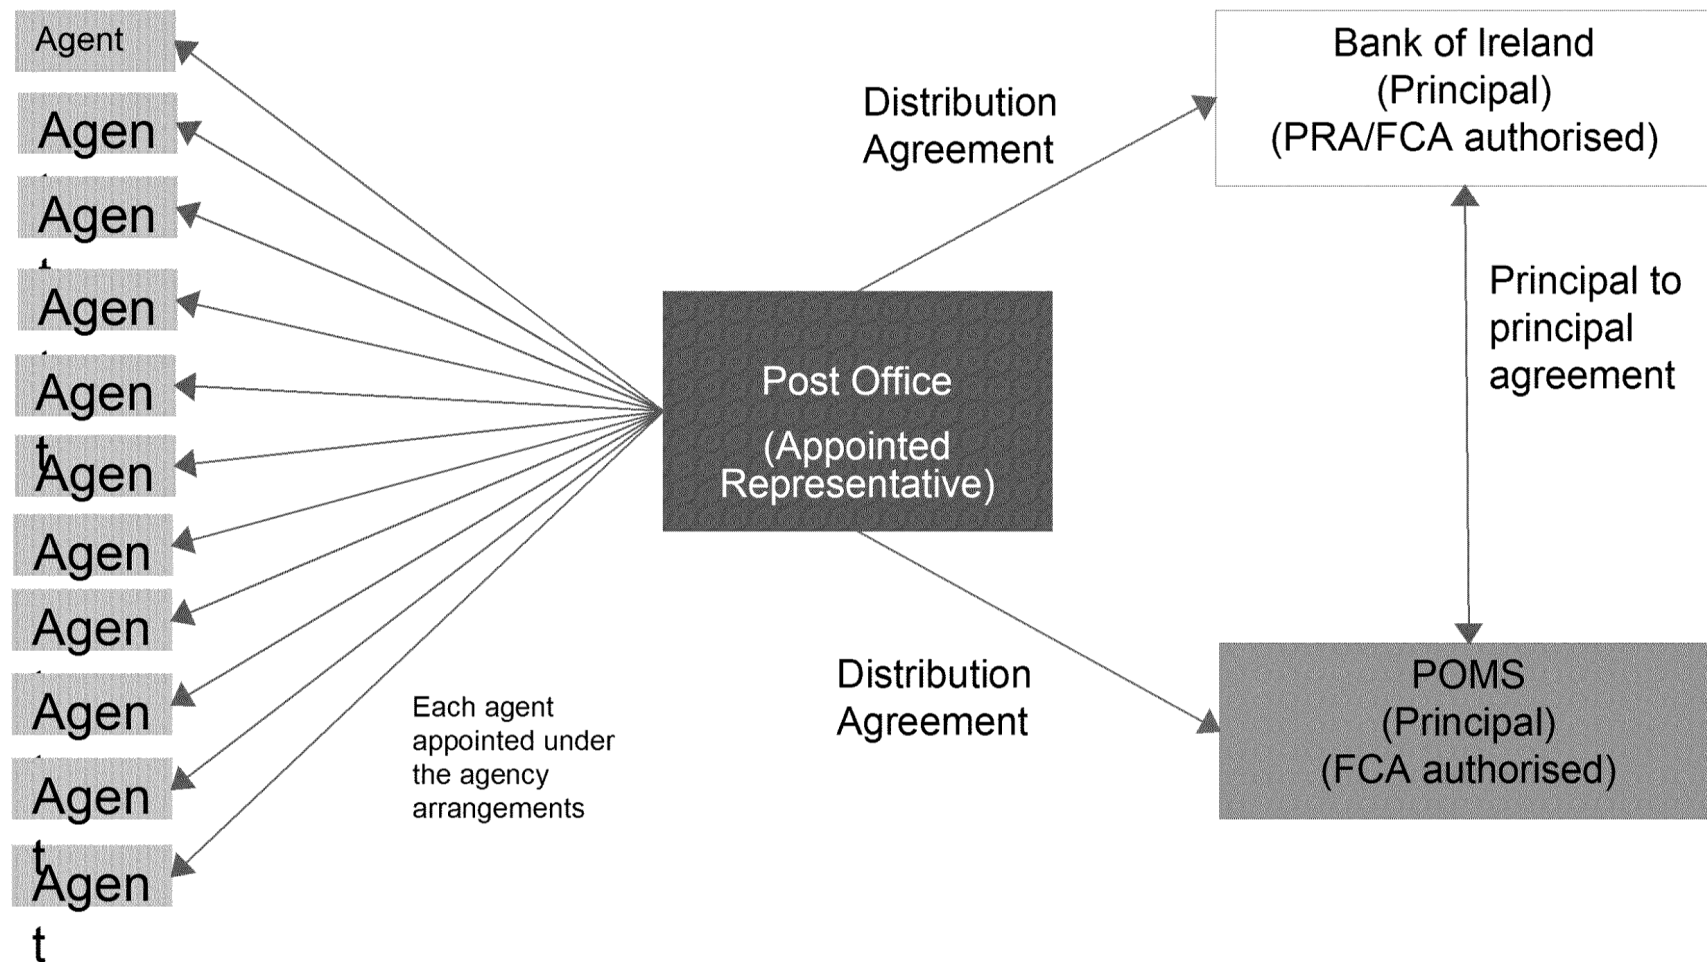 Agent
Agen
t
Agen
t
Agen
t
Agen
t
Agen
t
Agen
t
Agen
t
Agen
t
Agen
t
Agen
t
Each agent
appointed under
the agency
arrangements
Post Office
(Appointed
Representative)
Distribution
Agreement
Distribution
Agreement
Bank of Ireland
(Principal)
(PRA/FCA authorised)
Principal to
principal
agreement
POMS
(Principal)
(FCA authorised)